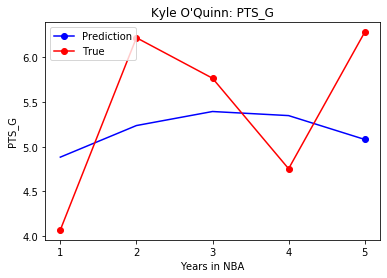 Kyle O'Quinn: PTS_G
Prediction
True
6.0
5.5
5.0
4.5
4.0
PTS_G
1 2 3 4 5
Years in NBA